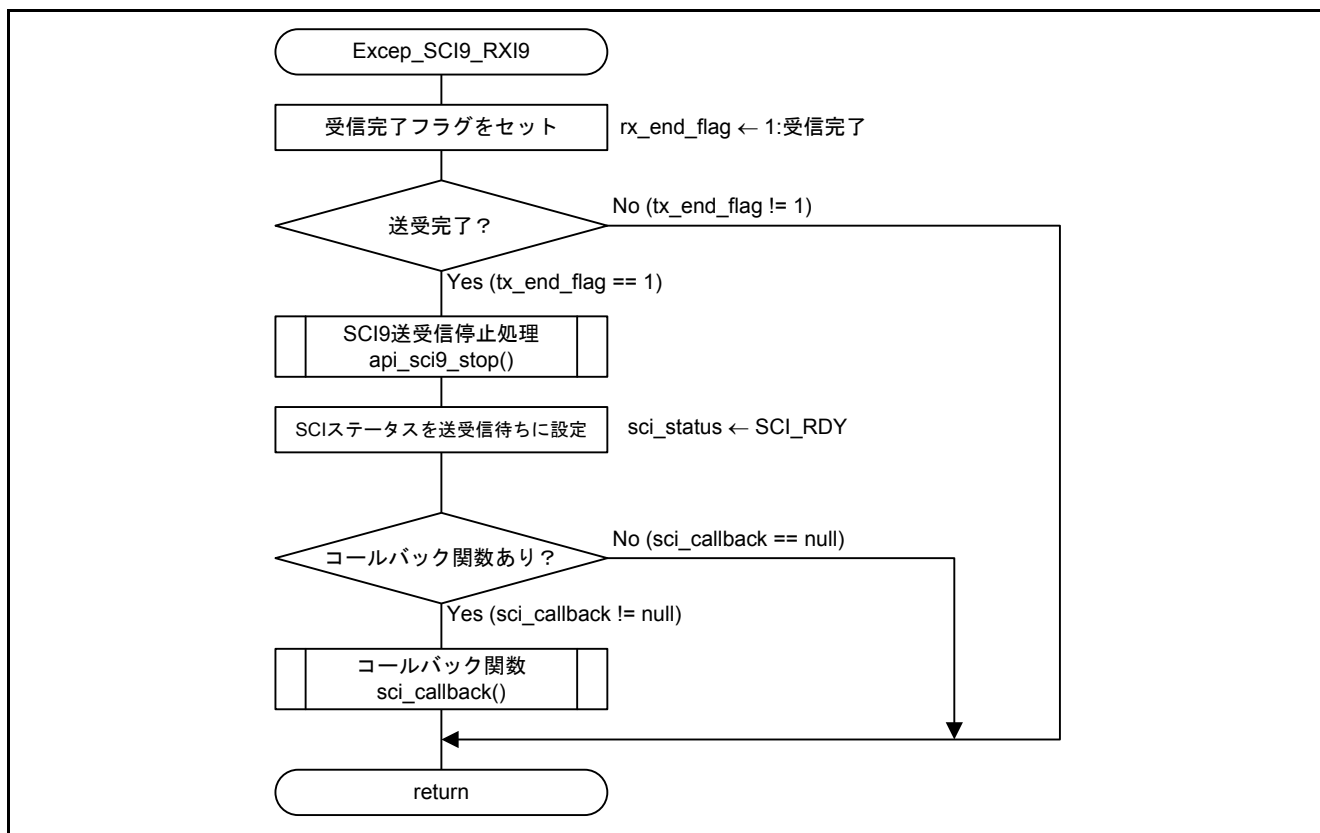 Excep_SCI9_RXI9
受信完了フラグをセット
rx_end_flag ← 1:受信完了
送受完了？
No (tx_end_flag != 1)
Yes (tx_end_flag == 1)
SCI9送受信停止処理
api_sci9_stop()
SCIステータスを送受信待ちに設定
sci_status ← SCI_RDY
コールバック関数あり？
No (sci_callback == null)
Yes (sci_callback != null)
コールバック関数
sci_callback()
return